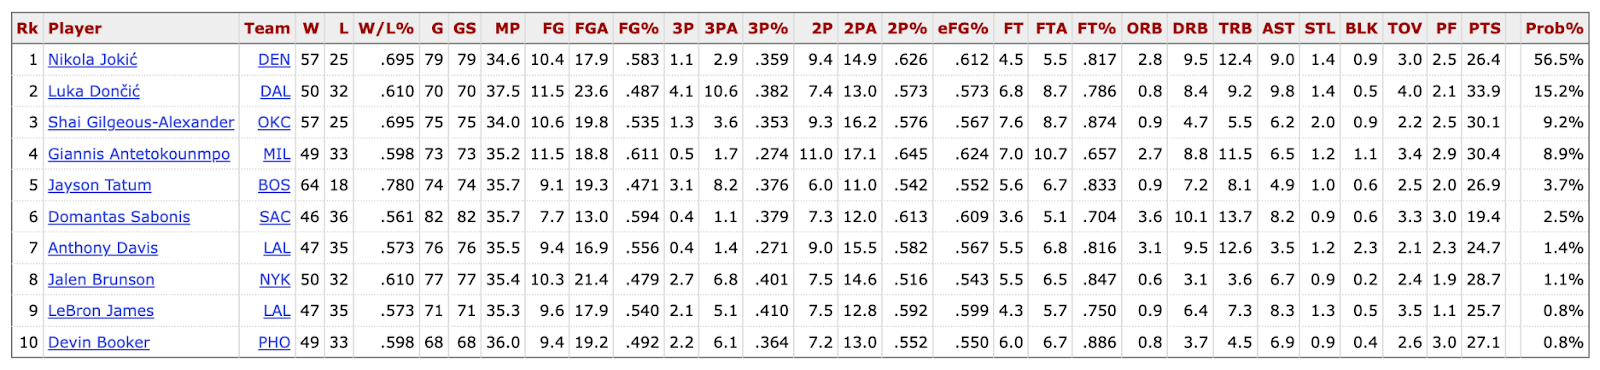 Rk Player Team W L W/L% G GS MP FG FGA FG% 3P 3PA 3P% 2P 2PA 2P% eFG% FT FTA FT% ORB DRB TRB AST STL BLK TOV PF PTS Prob%
1 Nikola Jokić DEN 57 25 .695 79 79 34.6 10.4 17.9 .583 1.1 2.9 .359 9.4 14.9 .626 .612 4.5 5.5 .817 2.8 9.5 12.4 9.0 1.4 0.9 3.0 2.5 26.4 56.5%
2 Luka Dončić DAL 50 32 .610 70 70 37.5 11.5 23.6 .487 4.1 10.6 .382 7.4 13.0 .573 .573 6.8 8.7 .786 0.8 8.4 9.2 9.8 1.4 0.5 4.0 2.1 33.9 15.2%
3 Shai Gilgeous-Alexander OKC 57 25 .695 75 75 34.0 10.6 19.8 .535 1.3 3.6 .353 9.3 16.2 .576 .567 7.6 8.7 .874 0.9 4.7 5.5 6.2 2.0 0.9 2.2 2.5 30.1 9.2%
4 Giannis Antetokounmpo MIL 49 33 .598 73 73 35.2 11.5 18.8 .611 0.5 1.7 .274 11.0 17.1 .645 .624 7.0 10.7 .657 2.7 8.8 11.5 6.5 1.2 1.1 3.4 2.9 30.4 8.9%
5 Jayson Tatum BOS 64 18 .780 74 74 35.7 9.1 19.3 .471 3.1 8.2 .376 6.0 11.0 .542 .552 5.6 6.7 .833 0.9 7.2 8.1 4.9 1.0 0.6 2.5 2.0 26.9 3.7%
6 Domantas Sabonis SAC 46 36 .561 82 82 35.7 7.7 13.0 .594 0.4 1.1 .379 7.3 12.0 .613 .609 3.6 5.1 .704 3.6 10.1 13.7 8.2 0.9 0.6 3.3 3.0 19.4 2.5%
7 Anthony Davis LAL 47 35 .573 76 76 35.5 9.4 16.9 .556 0.4 1.4 .271 9.0 15.5 .582 .567 5.5 6.8 .816 3.1 9.5 12.6 3.5 1.2 2.3 2.1 2.3 24.7 1.4%
8 Jalen Brunson NYK 50 32 .610 77 77 35.4 10.3 21.4 .479 2.7 6.8 .401 7.5 14.6 .516 .543 5.5 6.5 .847 0.6 3.1 3.6 6.7 0.9 0.2 2.4 1.9 28.7 1.1%
9 LeBron James LAL 47 35 .573 71 71 35.3 9.6 17.9 .540 2.1 5.1 .410 7.5 12.8 .592 .599 4.3 5.7 .750 0.9 6.4 7.3 8.3 1.3 0.5 3.5 1.1 25.7 0.8%
10 Devin Booker PHO 49 33 .598 68 68 36.0 9.4 19.2 .492 2.2 6.1 .364 7.2 13.0 .552 .550 6.0 6.7 .886 0.8 3.7 4.5 6.9 0.9 0.4 2.6 3.0 27.1 0.8%